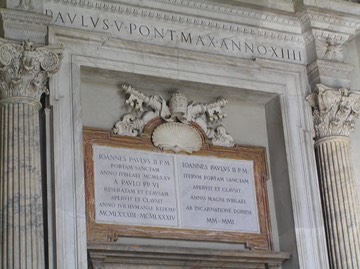 PAVLVS V PONT MAX ANNO XIIII
IOANNES PAVLVS II P.M.
PORTAM SANCTAM
ANNO IVBILAEI MCMLXXV
A PAVLO PP VI
RESERATAM ET CLAVSAM
APERVIT ET CLAVSIT
ANNO IVB HVMANAE REDEMP
MCMLXXXIII – MCMLXXXIV
IOANNES PAVLVS II P.M.
ITERVM PORTAM SANCTAM
APERVIT ET CLAVSIT
ANNO MAGNI IVBILAEI
AB INCARNATIONE DOMINI
MM – MMI